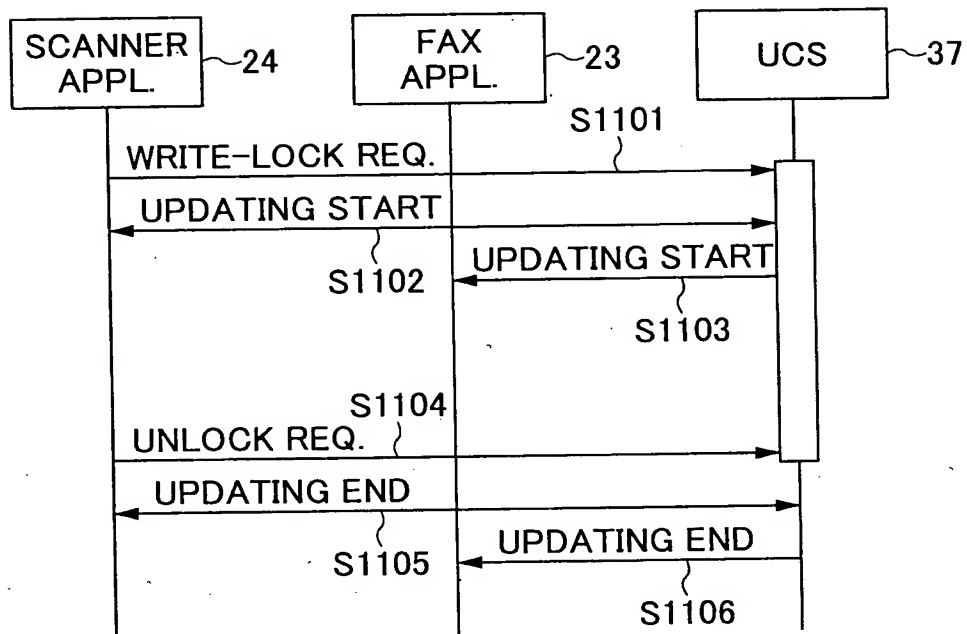 SCANNER
APPL.
24
FAX
APPL.
23
UCS
37
S1101
WRITE-LOCK REQ.
UPDATING START
S1102
UPDATING START
S1103
S1104
UNLOCK REQ.
UPDATING END
S1105
UPDATING END
S1106